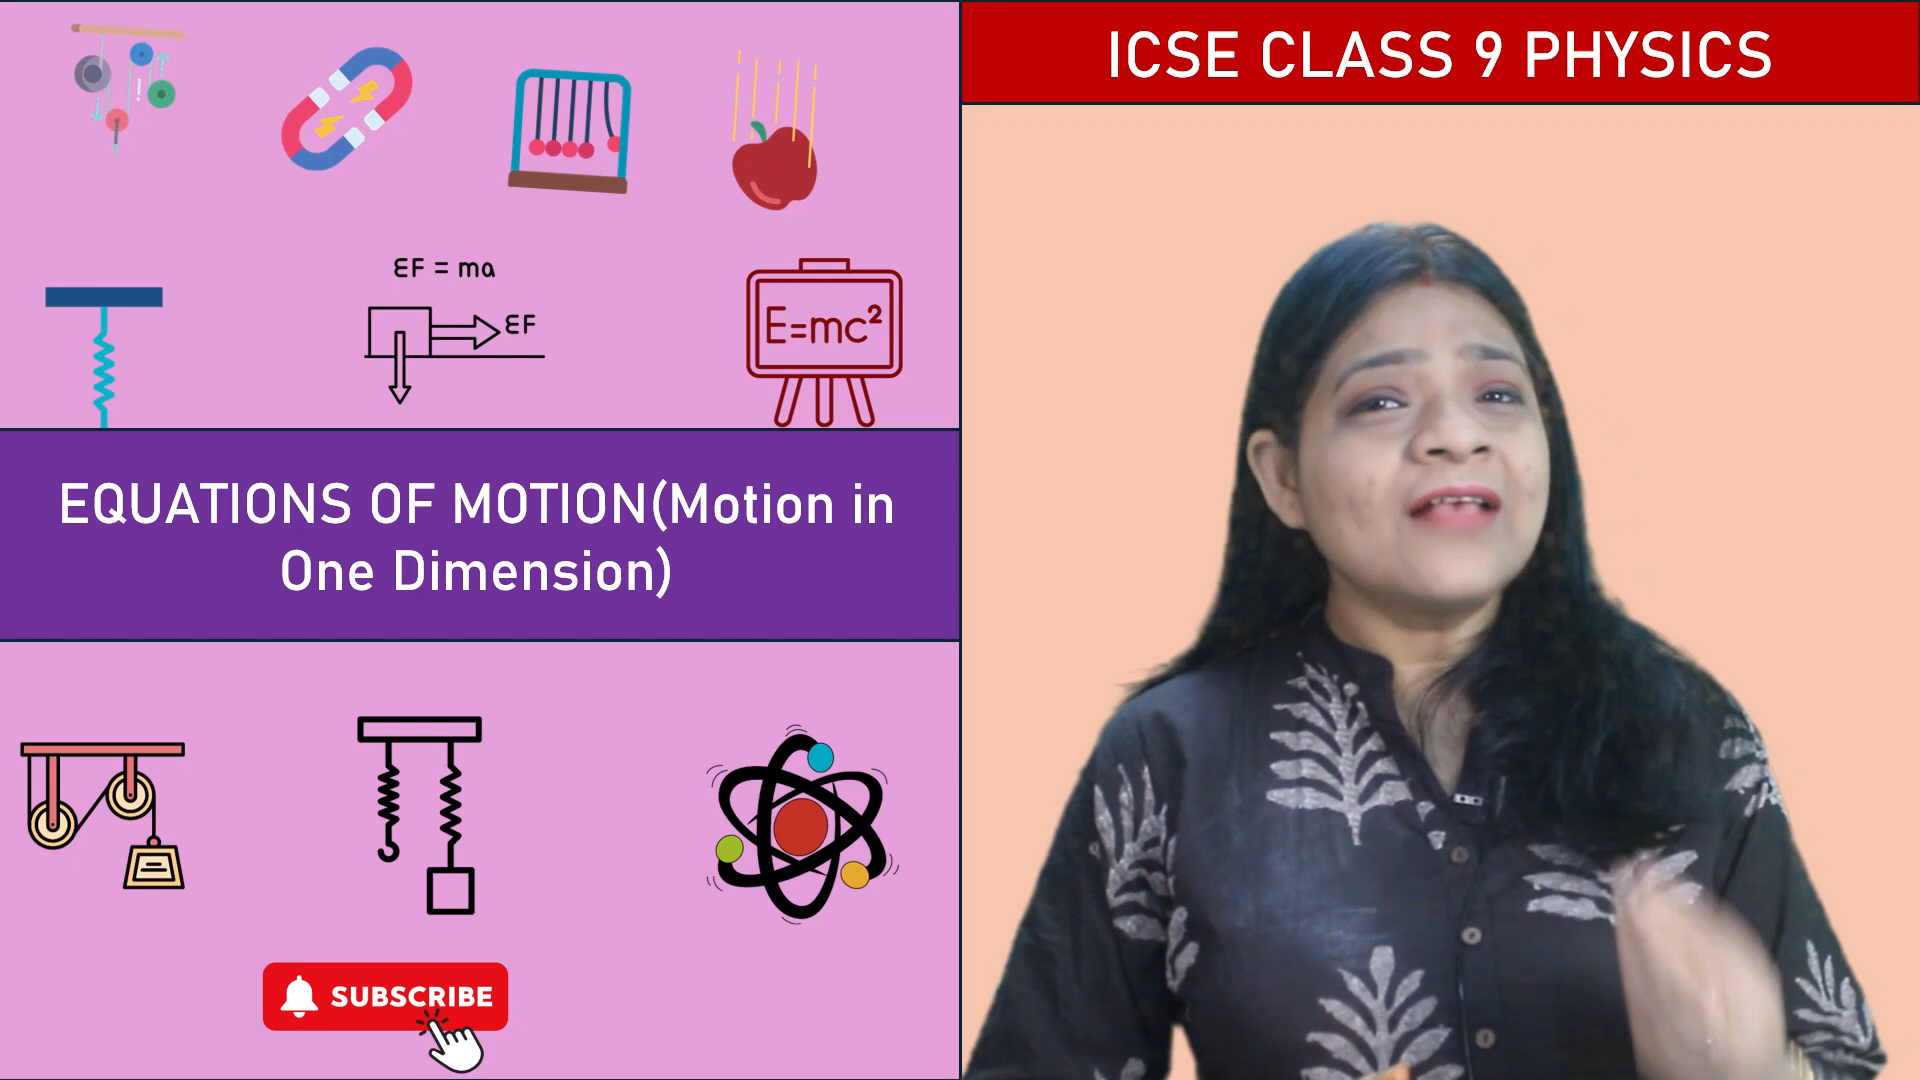 ICSE CLASS 9 PHYSICS
ƐF = ma
ƐF
E=mc²
EQUATIONS OF MOTION(Motion in
One Dimension)
SUBSCRIBE